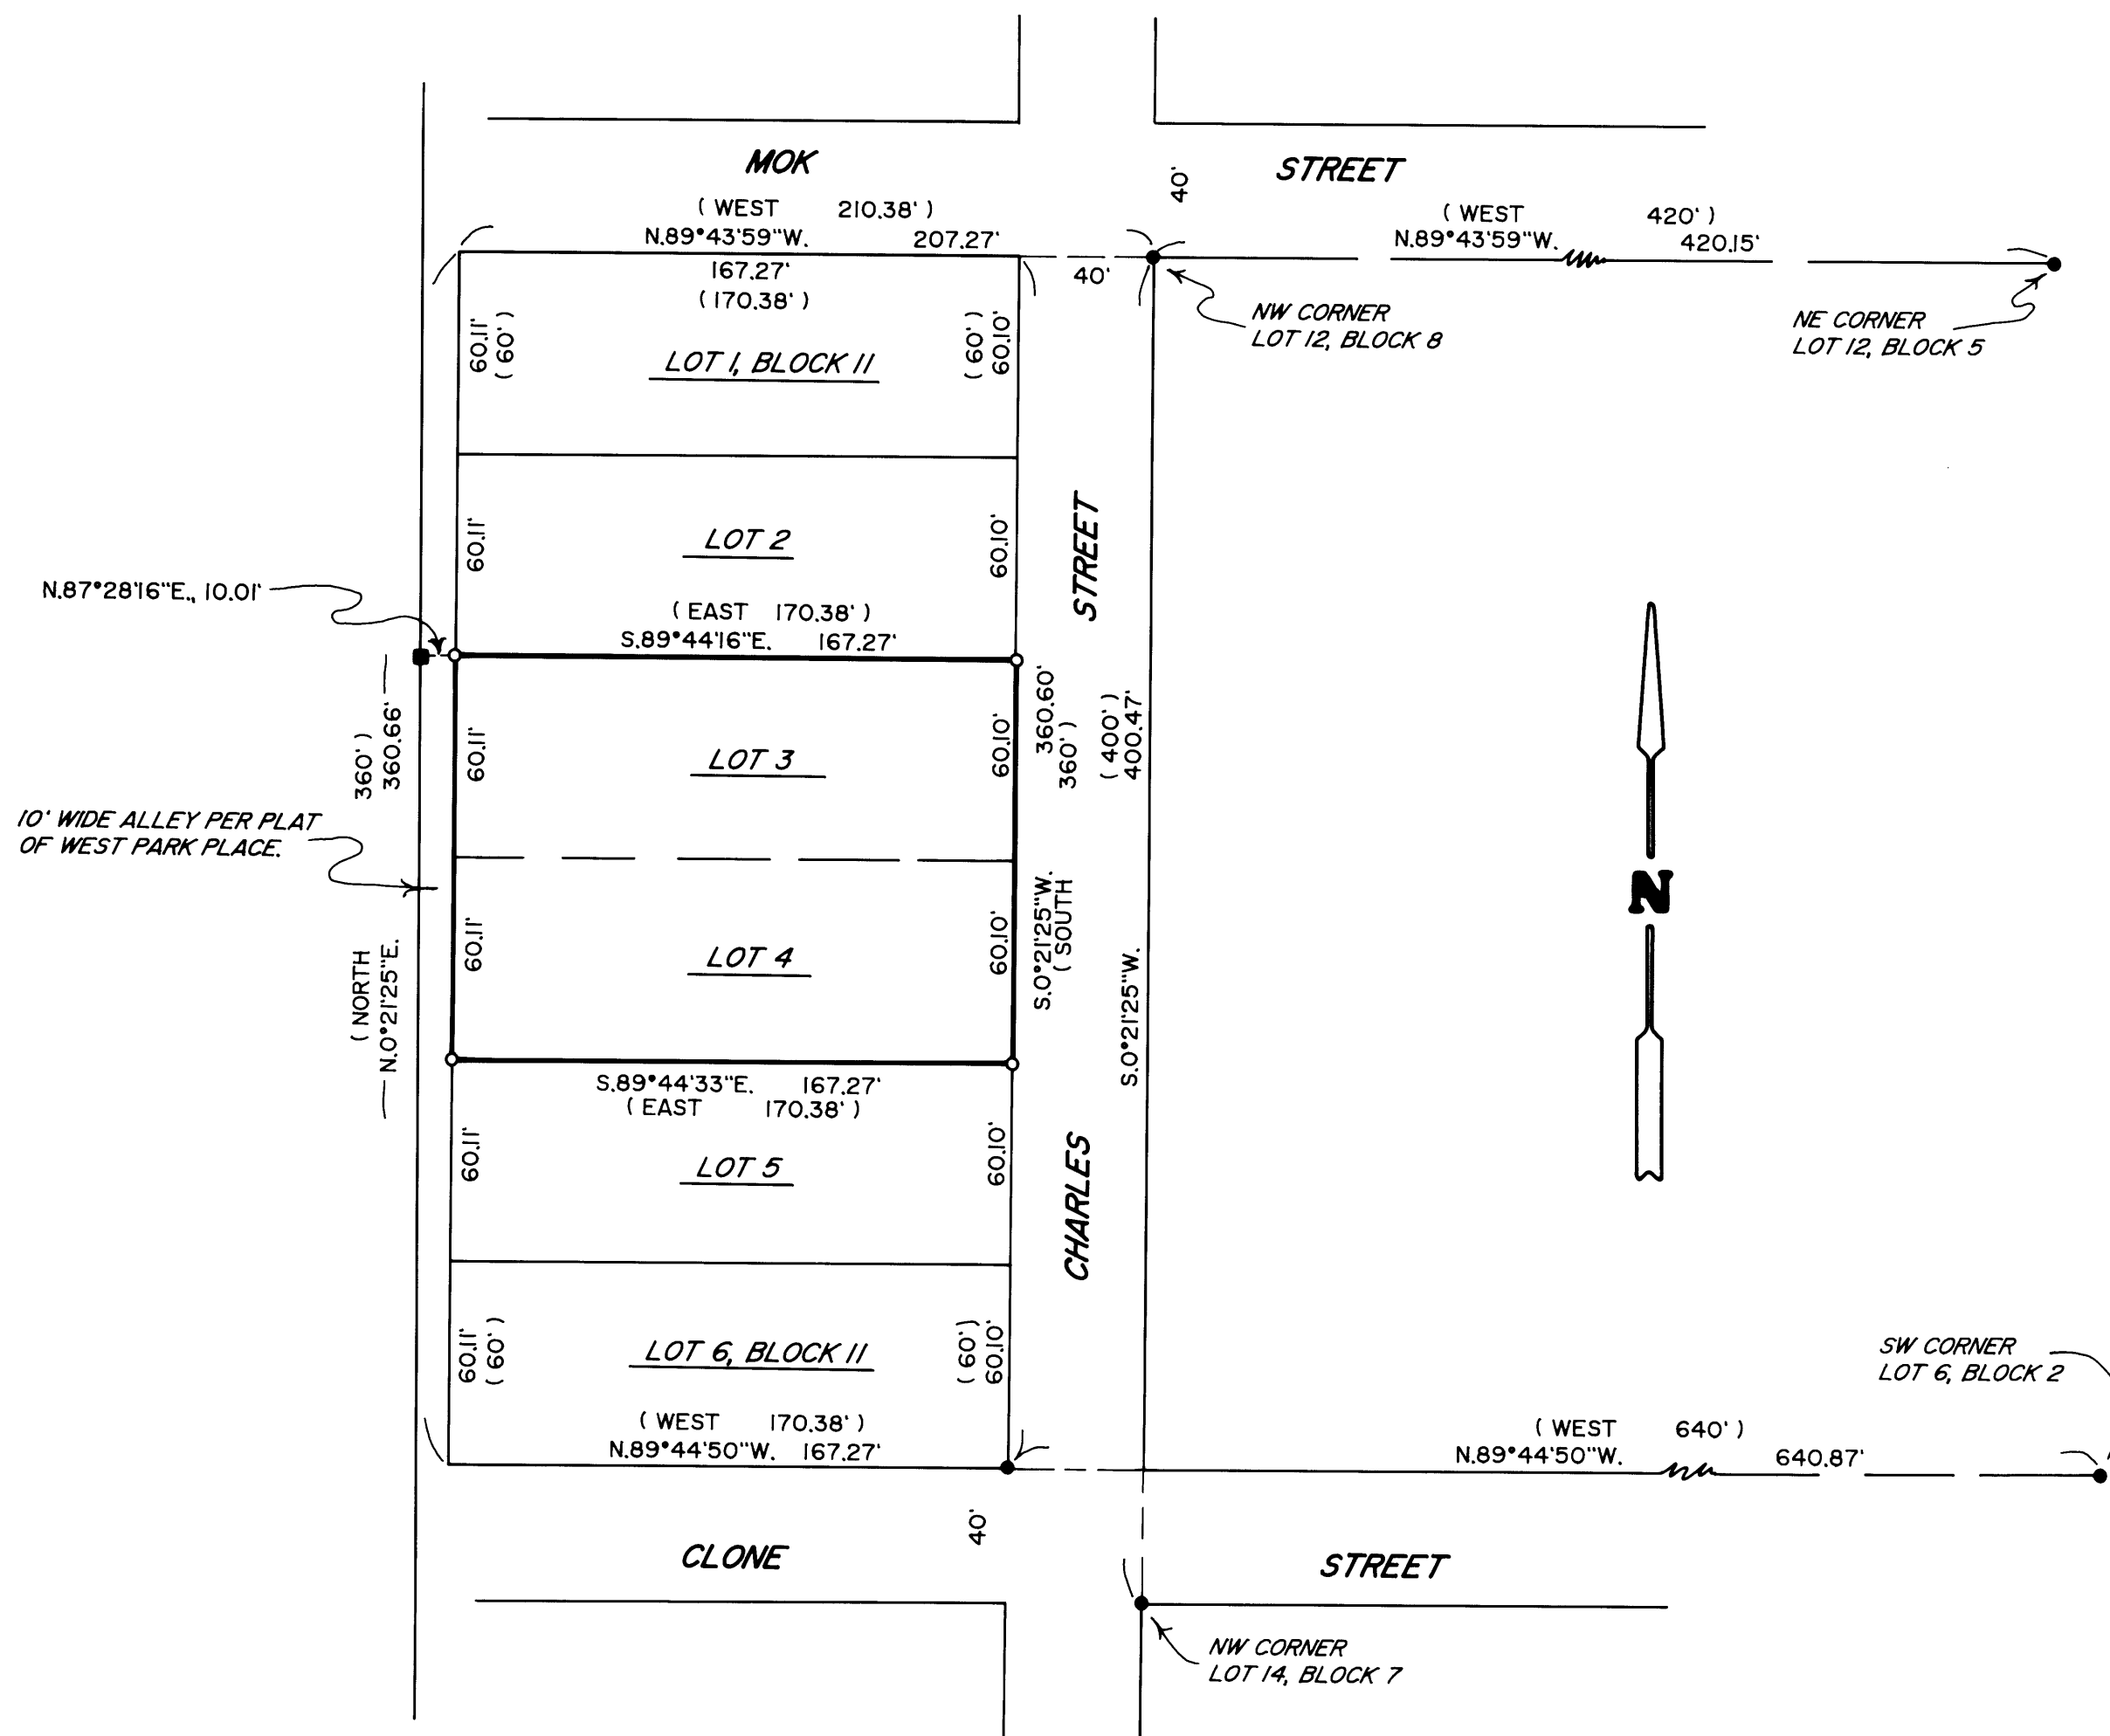 MOK STREET
40'
( WEST 210.38' )
N.89°43'59"W. 207.27'
167.27'
(170.38')
40'
( WEST 420' )
N.89°43'59"W. 420.15'
NW CORNER
LOT 12, BLOCK 8
NE CORNER
LOT 12, BLOCK 5
60.11'
(60')
(60')
60.10'
LOT 1, BLOCK 11
60.11'
60.10'
LOT 2
N.87°28'16"E., 10.01'
( EAST 170.38' )
S.89°44'16"E. 167.27'
60.11'
60.10'
LOT 3
10' WIDE ALLEY PER PLAT
OF WEST PARK PLACE.
( NORTH 360' )
N.0°21'25"E. 360.66'
S.0°21'25"W. 360.60'
( SOUTH 360' )
( 400' )
S.0°21'25"W. 400.47'
CHARLES STREET
N
60.11'
60.10'
LOT 4
S.89°44'33"E. 167.27'
( EAST 170.38' )
60.11'
60.10'
LOT 5
60.11'
(60')
(60')
60.10'
LOT 6, BLOCK 11
( WEST 170.38' )
N.89°44'50"W. 167.27'
SW CORNER
LOT 6, BLOCK 2
( WEST 640' )
N.89°44'50"W. 640.87'
40'
CLONE STREET
NW CORNER
LOT 14, BLOCK 7